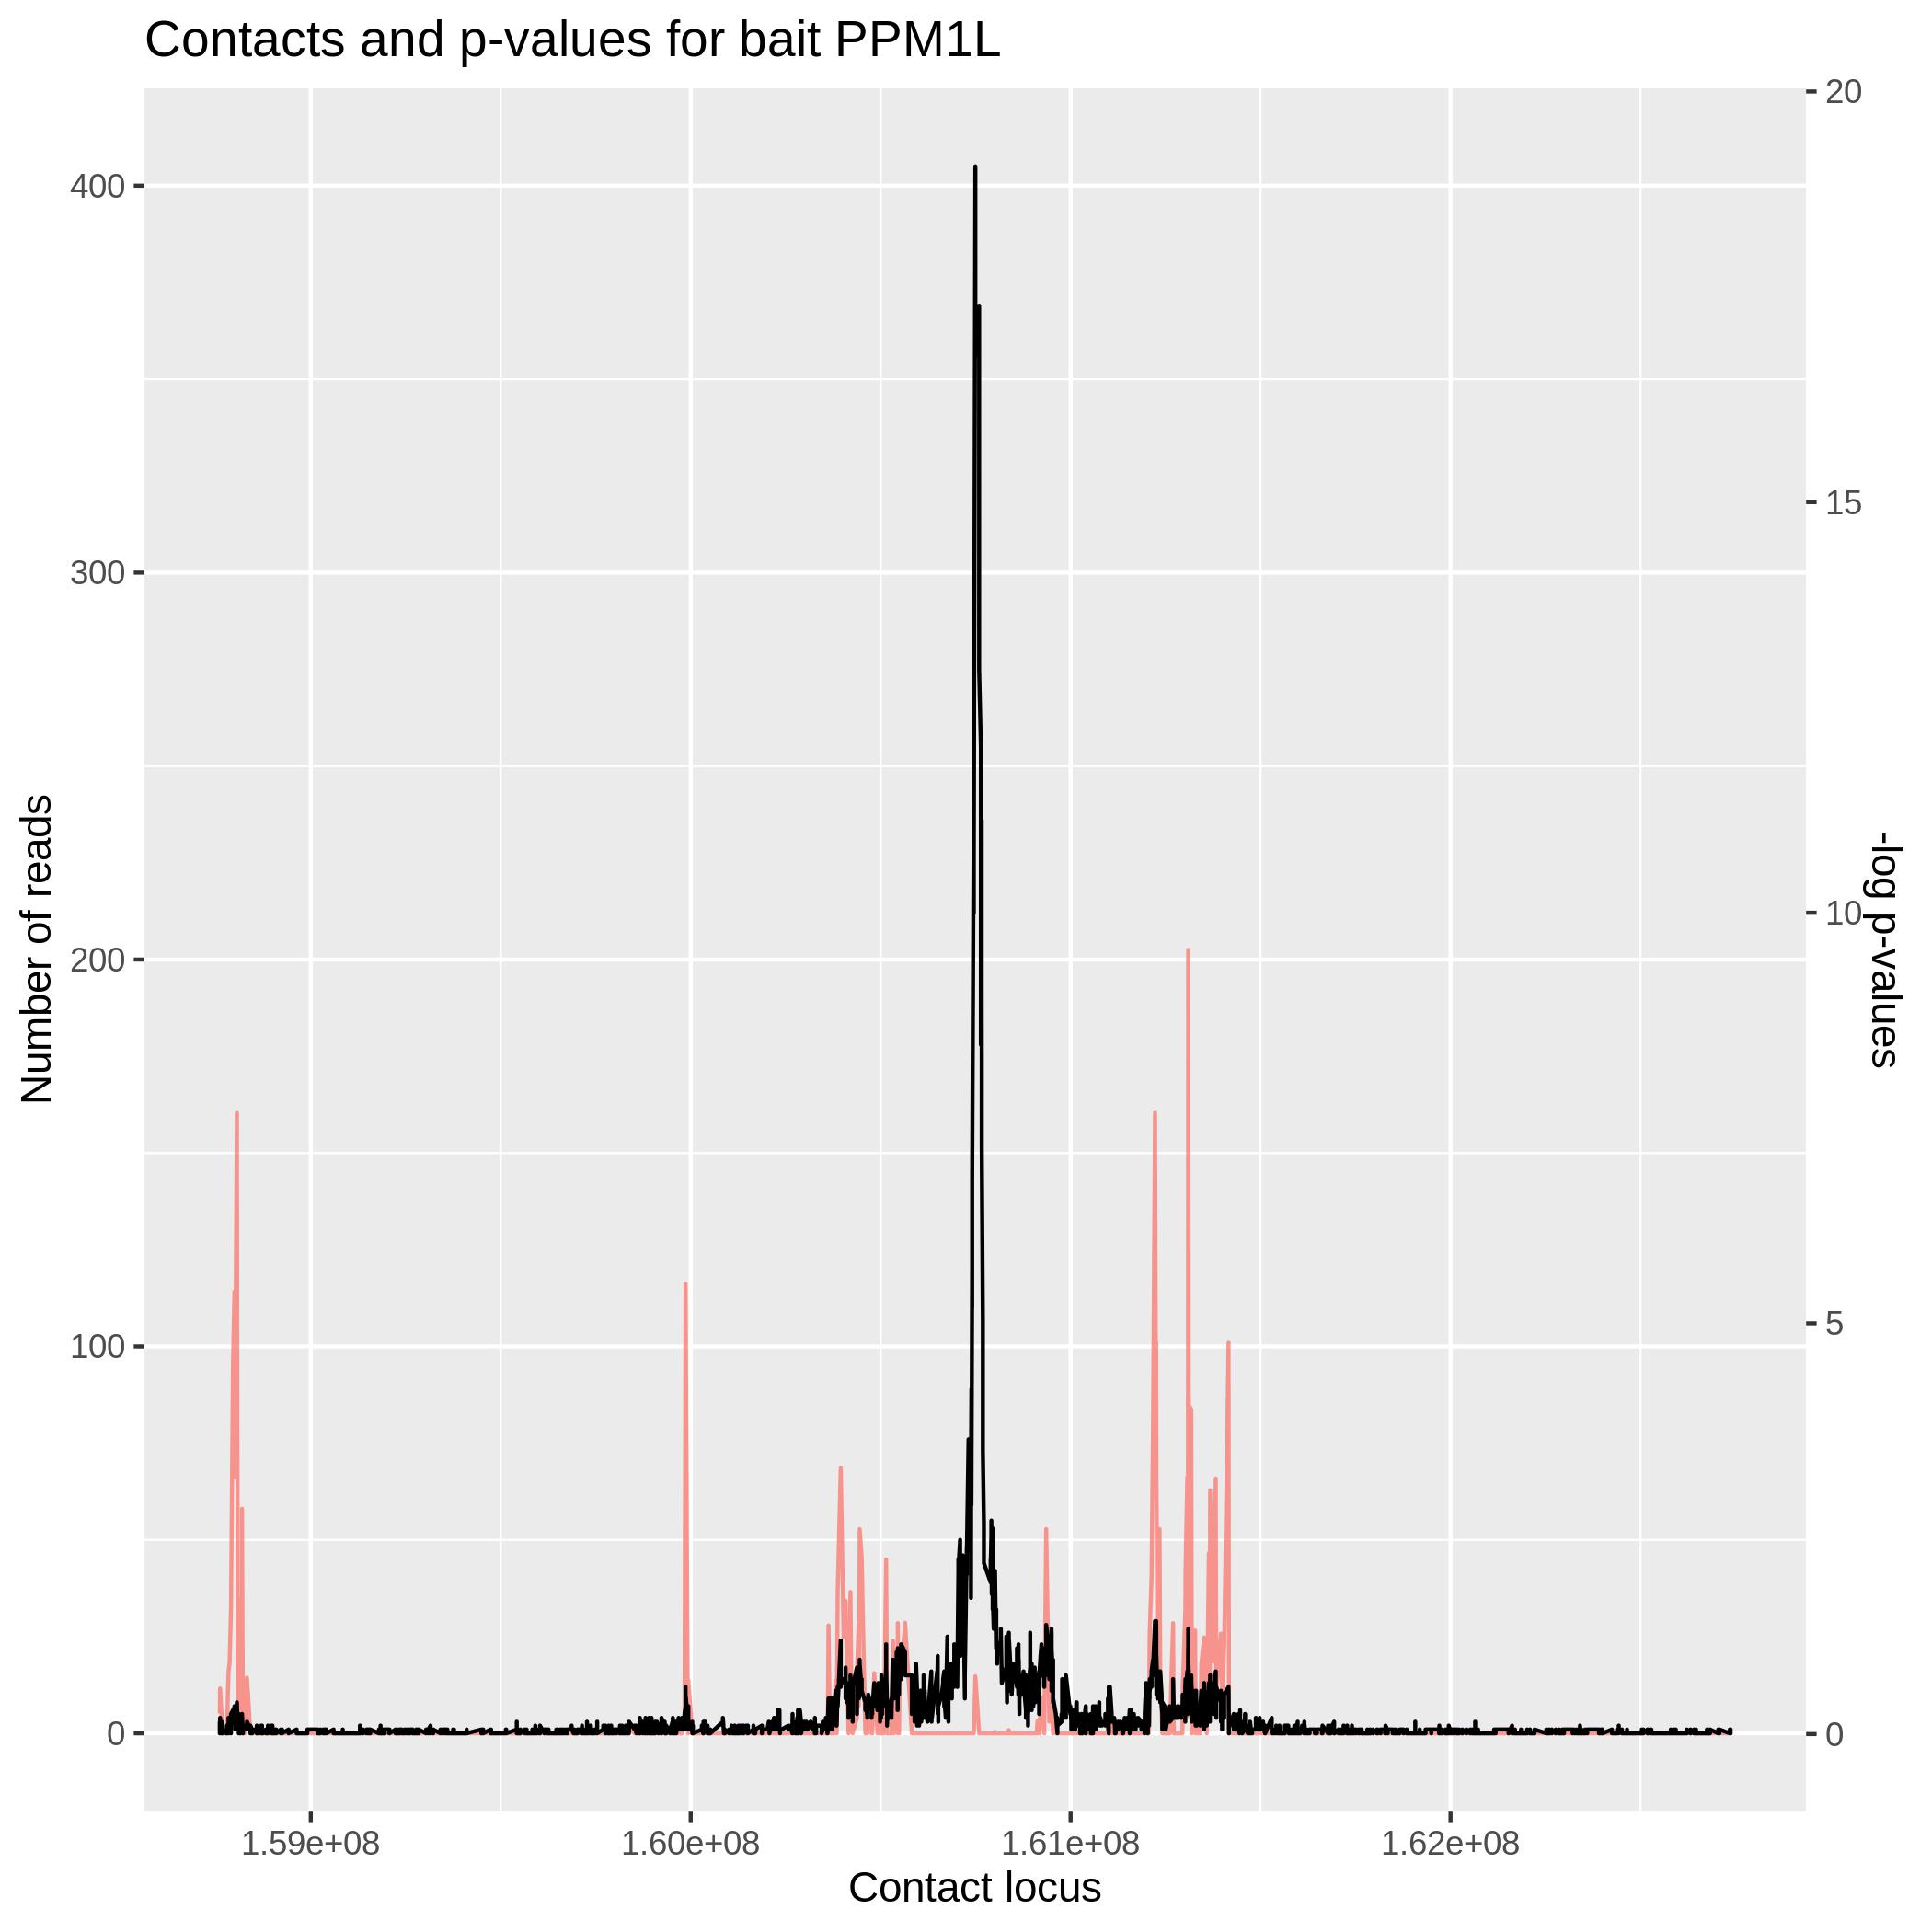 Contacts and p-values for bait PPM1L
Number of reads
400
300
200
100
0
20
15
10
5
0
-log p-values
1.59e+08
1.60e+08
1.61e+08
1.62e+08
Contact locus